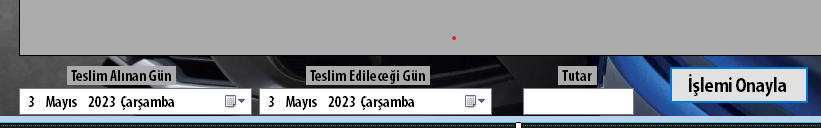 Teslim Alınan Gün
Teslim Edileceği Gün
Tutar
İşlemi Onayla
3 Mayıs 2023 Çarşamba
3 Mayıs 2023 Çarşamba